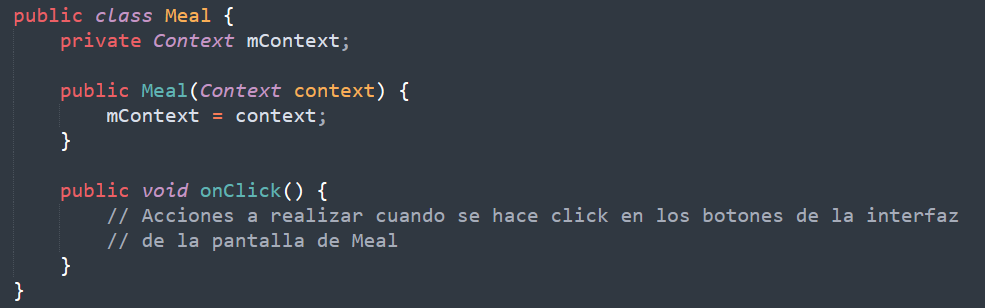 public class Meal {
    private Context mContext;

    public Meal(Context context) {
        mContext = context;
    }

    public void onClick() {
        // Acciones a realizar cuando se hace click en los botones de la interfaz
        // de la pantalla de Meal
    }
}